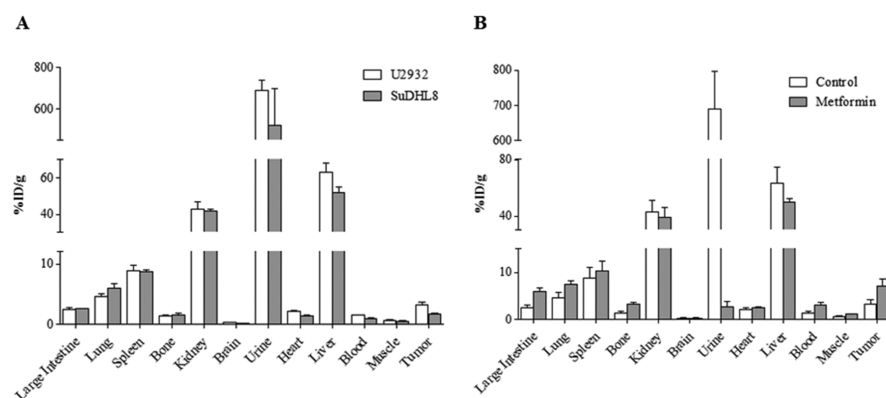 A
B
U2932
SuDHL8
Control
Metformin
%ID/g
800
600
60
40
20
10
0
Large Intestine
Lung
Spleen
Bone
Kidney
Brain
Urine
Heart
Liver
Blood
Muscle
Tumor
%ID/g
800
700
600
80
40
20
10
0
Large Intestine
Lung
Spleen
Bone
Kidney
Brain
Urine
Heart
Liver
Blood
Muscle
Tumor